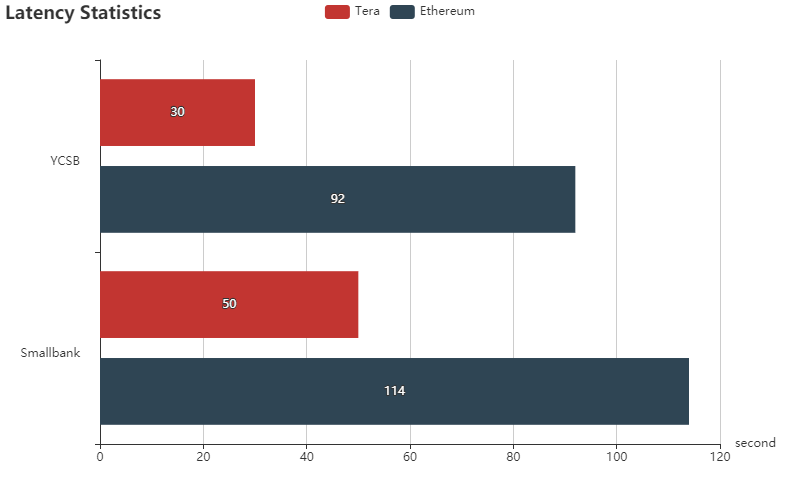 Latency Statistics
Tera Ethereum
YCSB
30
92
Smallbank
50
114
second
0 20 40 60 80 100 120